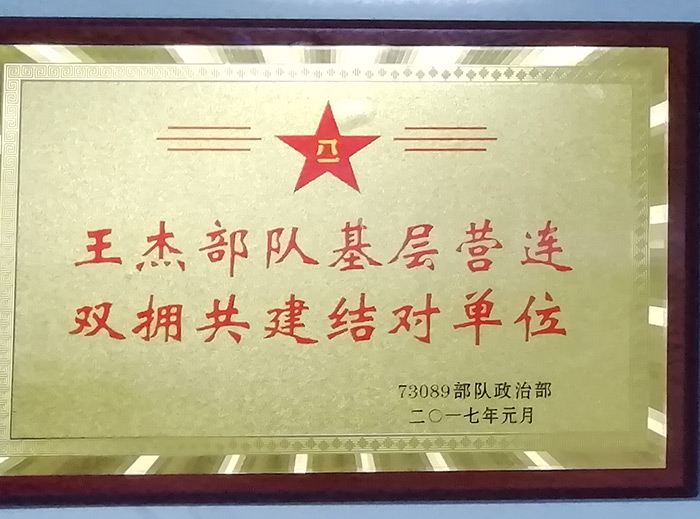 八一
王杰部队基层营连
双拥共建结对单位
73089部队政治部
二〇一七年元月